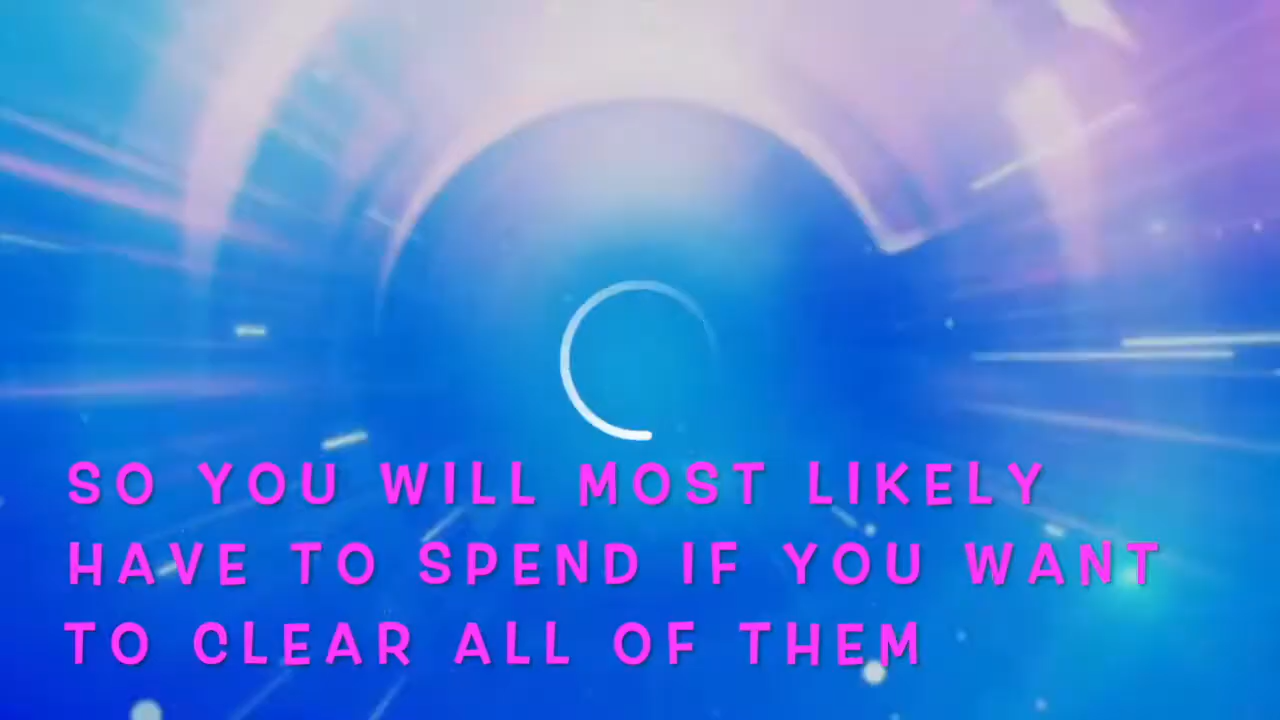 SO YOU WILL MOST LIKELY
HAVE TO SPEND IF YOU WANT
TO CLEAR ALL OF THEM